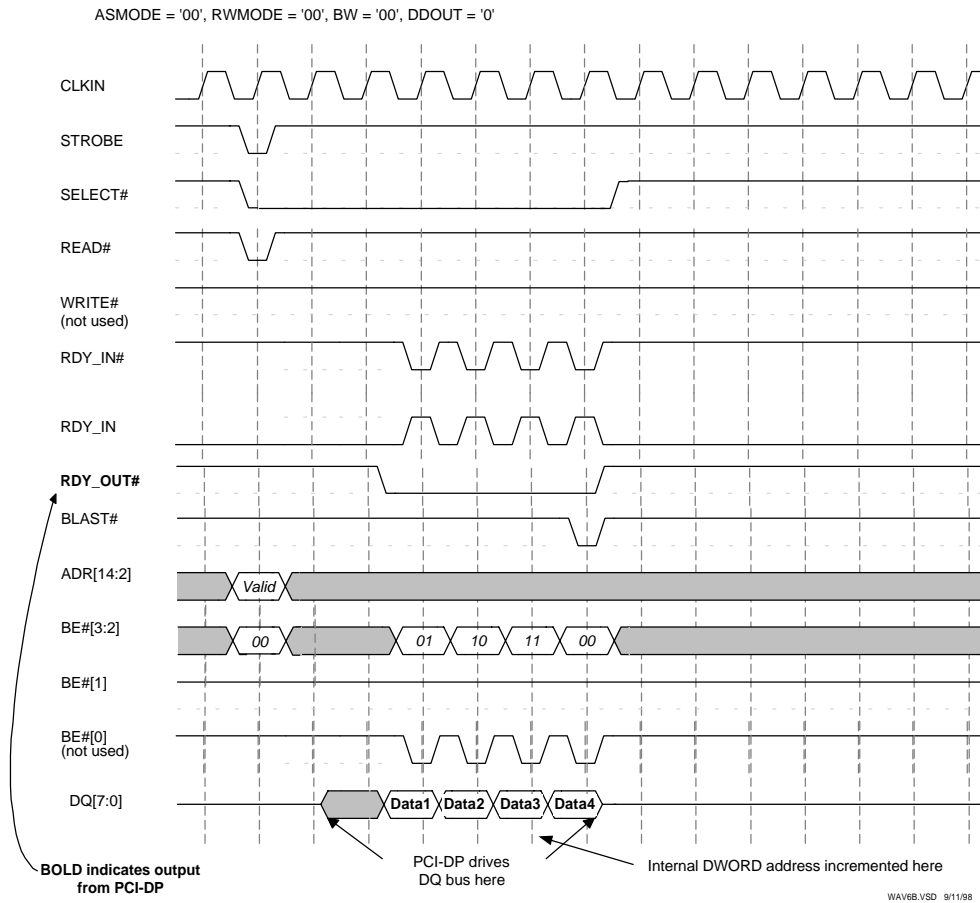 ASMODE = '00', RWMODE = '00', BW = '00', DDOUT = '0'
CLKIN
STROBE
SELECT#
READ#
WRITE#
(not used)
RDY_IN#
RDY_IN
RDY_OUT#
BLAST#
ADR[14:2]
Valid
BE#[3:2]
00 01 10 11 00
BE#[1]
BE#[0]
(not used)
DQ[7:0]
Data1 Data2 Data3 Data4
BOLD indicates output
from PCI-DP
PCI-DP drives
DQ bus here
Internal DWORD address incremented here
WAV6B.VSD 9/11/98